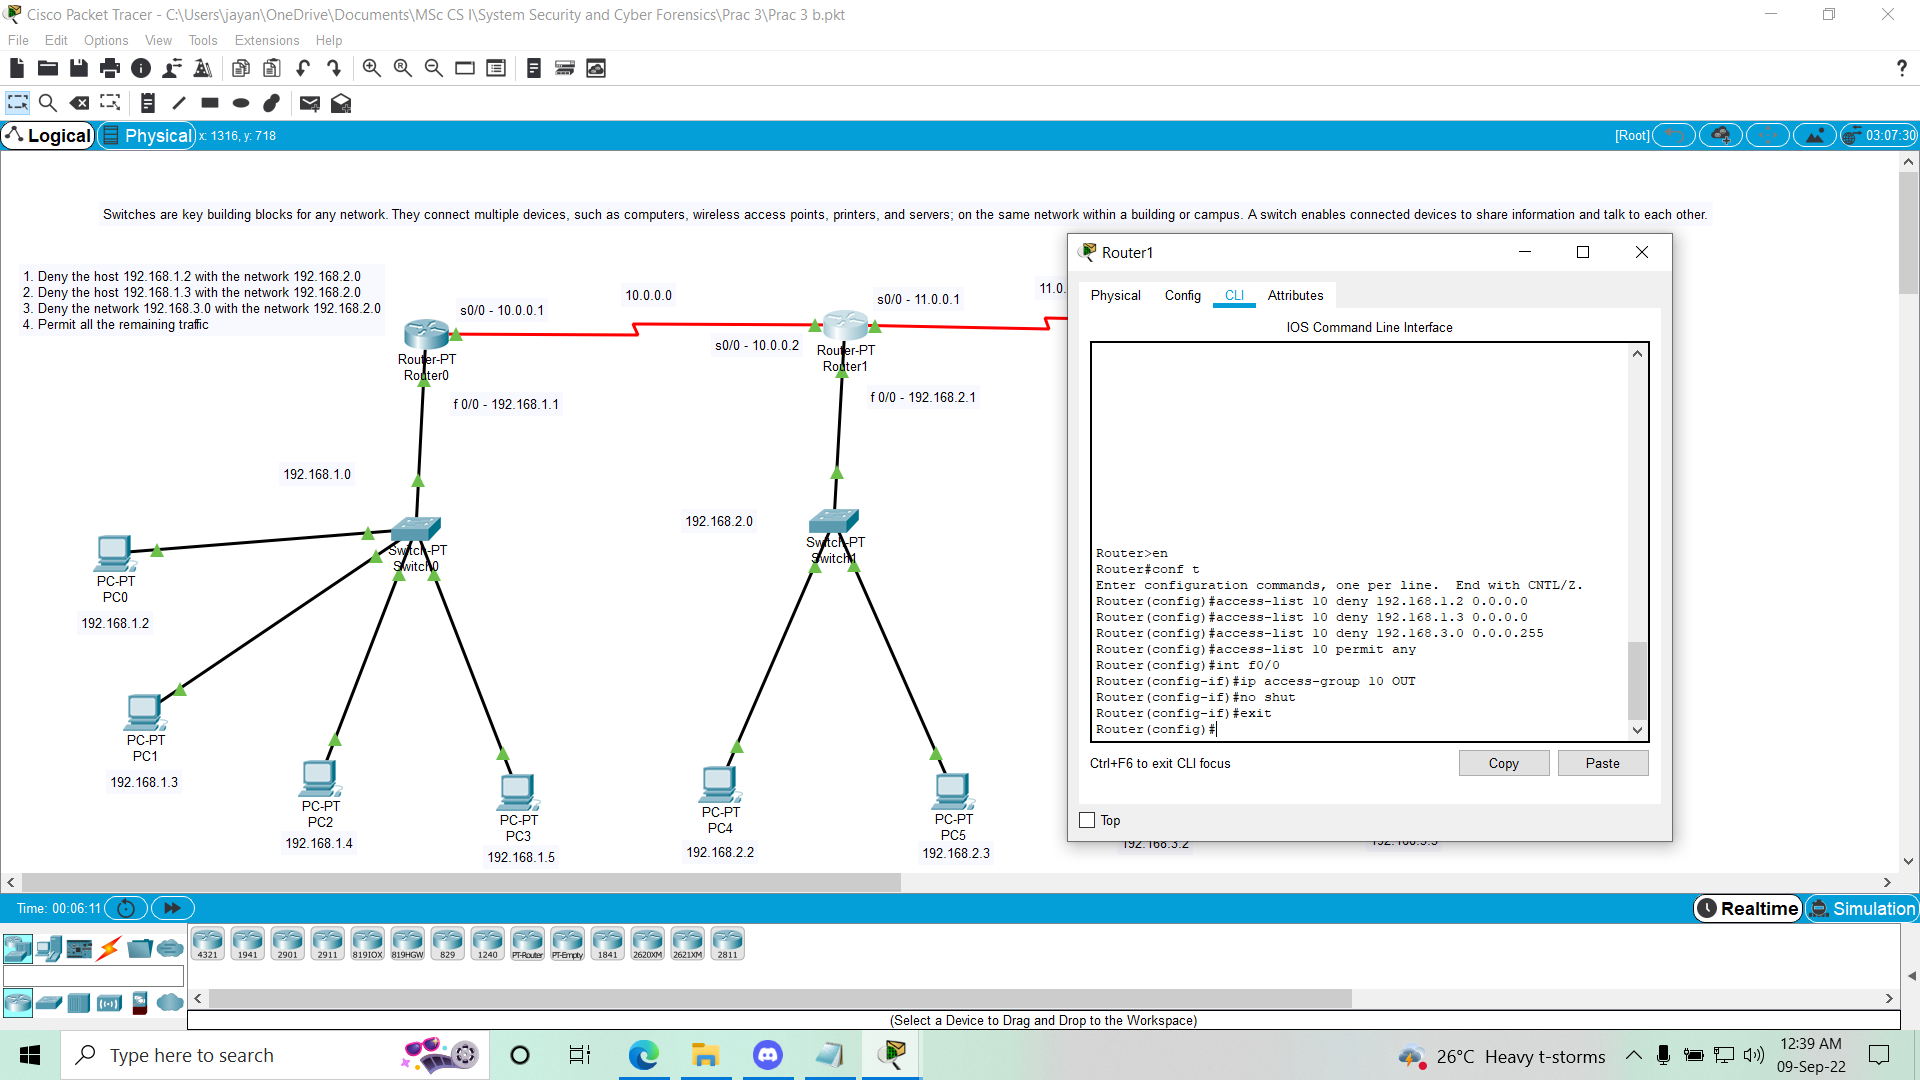 Cisco Packet Tracer - C:\Users\jayan\OneDrive\Documents\MSc CS I\System Security and Cyber Forensics\Prac 3\Prac 3 b.pkt
File Edit Options View Tools Extensions Help
?
Logical Physical x: 1316, y: 718 [Root] 03:07:30
Switches are key building blocks for any network. They connect multiple devices, such as computers, wireless access points, printers, and servers; on the same network within a building or campus. A switch enables connected devices to share information and talk to each other.
1. Deny the host 192.168.1.2 with the network 192.168.2.0
2. Deny the host 192.168.1.3 with the network 192.168.2.0
3. Deny the network 192.168.3.0 with the network 192.168.2.0
4. Permit all the remaining traffic
s0/0 - 10.0.0.1
10.0.0.0
s0/0 - 11.0.0.1
11.0.
Router-PT
Router0
s0/0 - 10.0.0.2
Router-PT
Router1
f 0/0 - 192.168.1.1
f 0/0 - 192.168.2.1
192.168.1.0
192.168.2.0
Switch-PT
Switch0
Switch-PT
Switch1
PC-PT
PC0
192.168.1.2
PC-PT
PC1
192.168.1.3
PC-PT
PC2
192.168.1.4
PC-PT
PC3
192.168.1.5
PC-PT
PC4
192.168.2.2
PC-PT
PC5
192.168.2.3
192.168.3.2
192.168.3.3
Router1
Physical Config CLI Attributes
IOS Command Line Interface
Router>en
Router#conf t
Enter configuration commands, one per line.  End with CNTL/Z.
Router(config)#access-list 10 deny 192.168.1.2 0.0.0.0
Router(config)#access-list 10 deny 192.168.1.3 0.0.0.0
Router(config)#access-list 10 deny 192.168.3.0 0.0.0.255
Router(config)#access-list 10 permit any
Router(config)#int f0/0
Router(config-if)#ip access-group 10 OUT
Router(config-if)#no shut
Router(config-if)#exit
Router(config)#
Ctrl+F6 to exit CLI focus
Copy
Paste
Top
Time: 00:06:11
Realtime Simulation
4321 1941 2901 2911 819IOX 819HGW 829 1240 PT-Router PT-Empty 1841 2620XM 2621XM 2811
(Select a Device to Drag and Drop to the Workspace)
Type here to search
26°C Heavy t-storms
12:39 AM
09-Sep-22